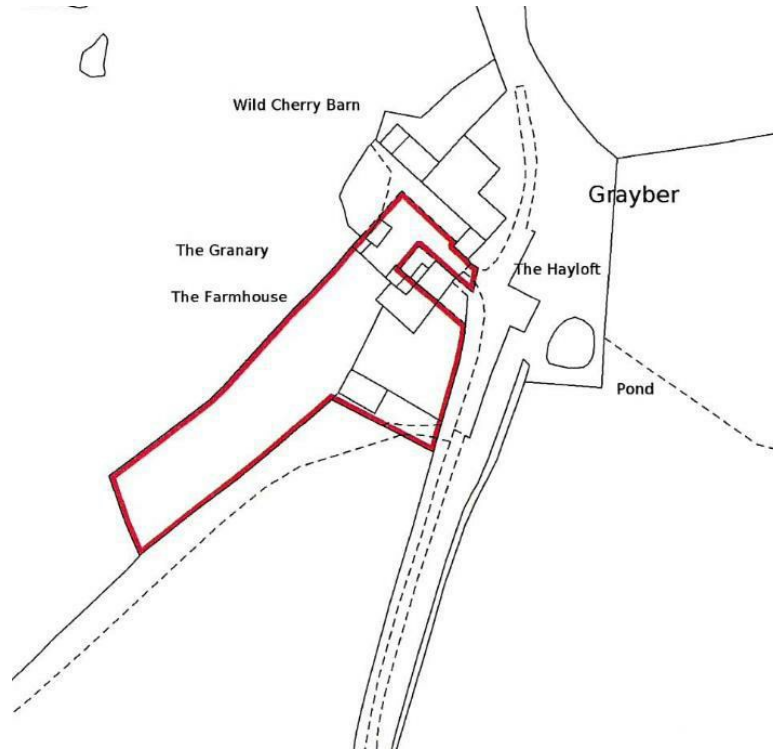 Wild Cherry Barn
Grayber
The Granary
The Hayloft
The Farmhouse
Pond